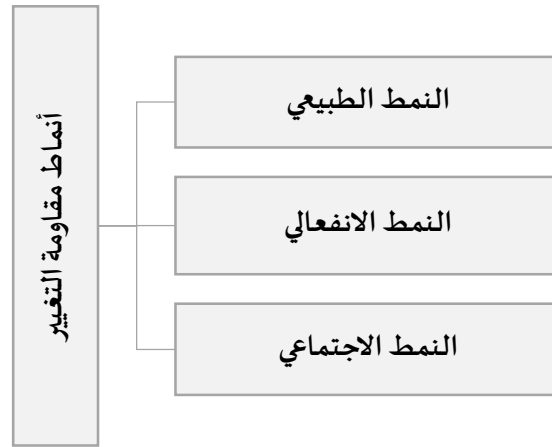 أنماط مقاومة التغيير
النمط الطبيعي
النمط الانفعالي
النمط الاجتماعي